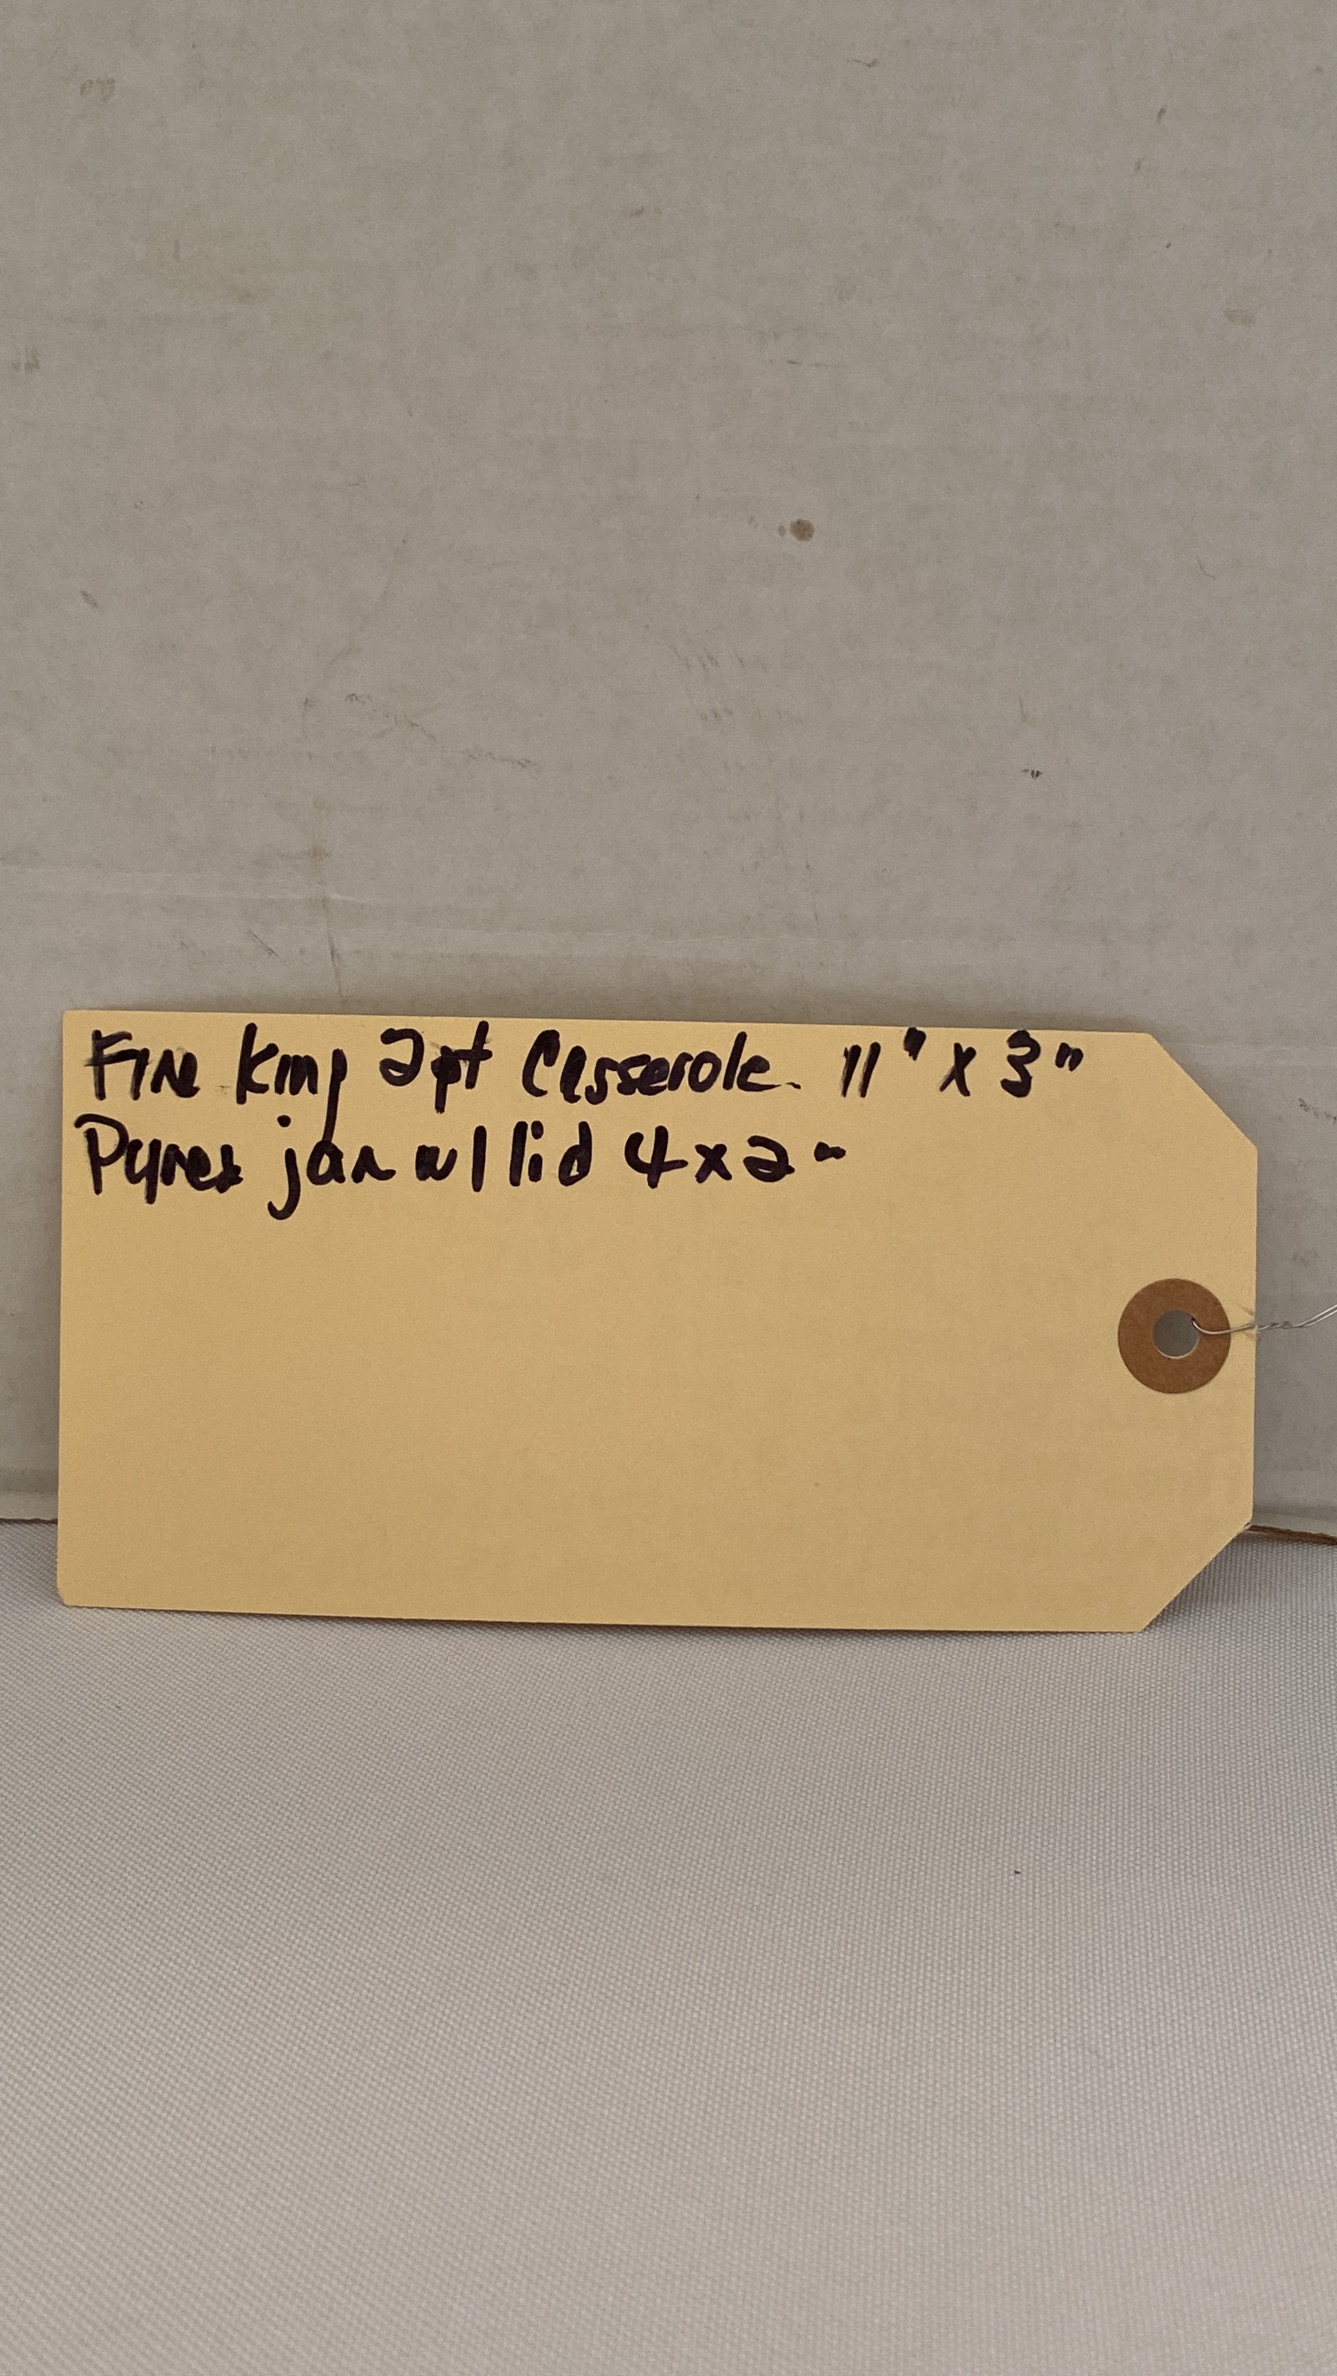 Fire King 2pt Casserole. 11" x 3"
Pyrex jar w/ lid 4x2"